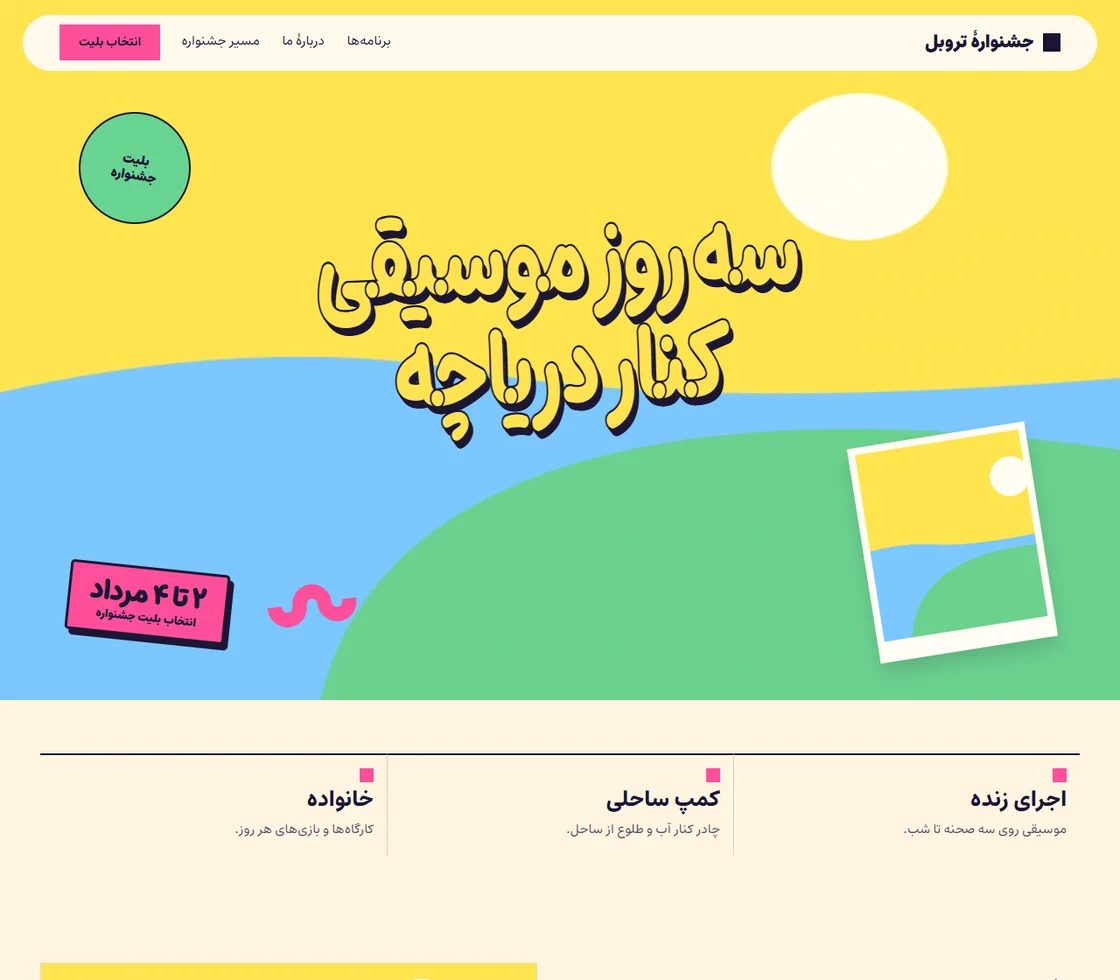 جشنوارهٔ تروبل
برنامه‌ها
دربارهٔ ما
مسیر جشنواره
انتخاب بلیت
بلیت
جشنواره
سه روز موسیقی
کنار دریاچه
۲ تا ۴ مرداد
انتخاب بلیت جشنواره
اجرای زنده
موسیقی روی سه صحنه تا شب.
کمپ ساحلی
چادر کنار آب و طلوع از ساحل.
خانواده
کارگاه‌ها و بازی‌های هر روز.